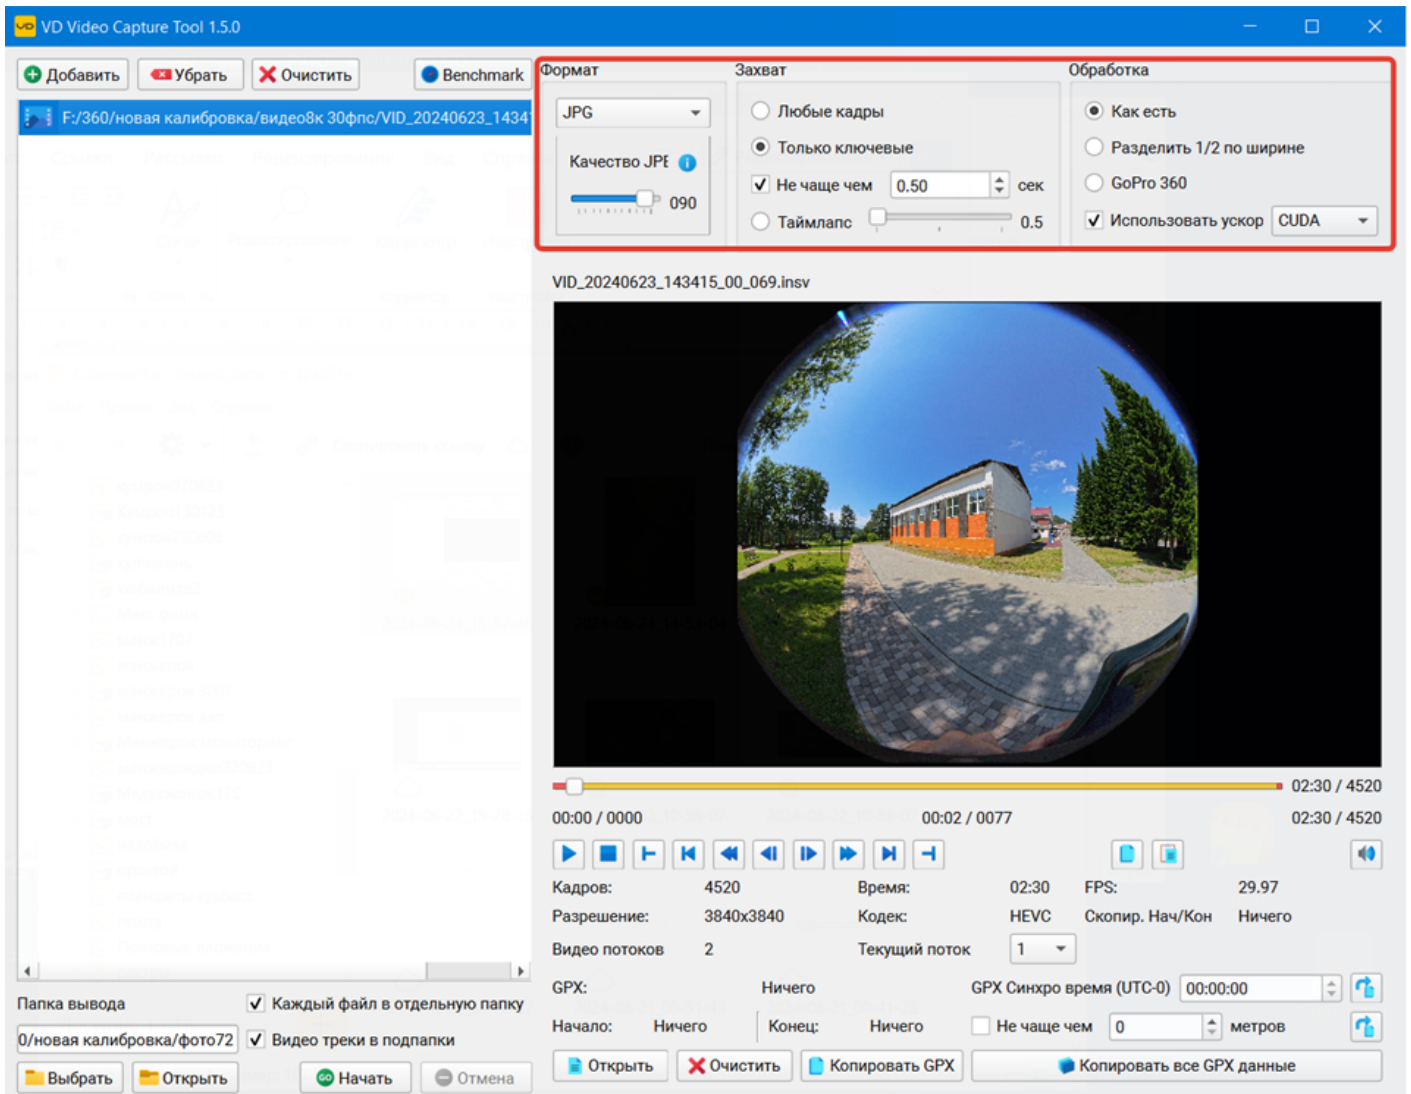 VD Video Capture Tool 1.5.0
Добавить Убрать Очистить Benchmark
F:/360/новая калибровка/видео8к 30фпс/VID_20240623_1434
Формат Захват Обработка
JPG Любые кадры Как есть
Качество JPE Только ключевые Разделить 1/2 по ширине
090 Не чаще чем 0.50 сек GoPro 360
Таймлапс 0.5 Использовать ускор CUDA
VID_20240623_143415_00_069.insv
02:30 / 4520
00:00 / 0000 00:02 / 0077 02:30 / 4520
Кадров: 4520 Время: 02:30 FPS: 29.97
Разрешение: 3840x3840 Кодек: HEVC Скопир. Нач/Кон Ничего
Видео потоков 2 Текущий поток 1
GPX: Ничего GPX Синхро время (UTC-0) 00:00:00
Начало: Ничего Конец: Ничего Не чаще чем 0 метров
Открыть Очистить Копировать GPX Копировать все GPX данные
Папка вывода Каждый файл в отдельную папку
0/новая калибровка/фото72 Видео треки в подпапки
Выбрать Открыть Начать Отмена